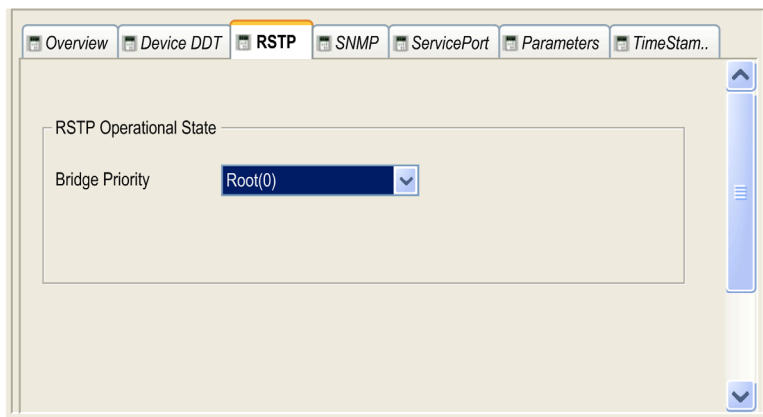 Overview Device DDT RSTP SNMP ServicePort Parameters TimeStam..
RSTP Operational State
Bridge Priority Root(0)